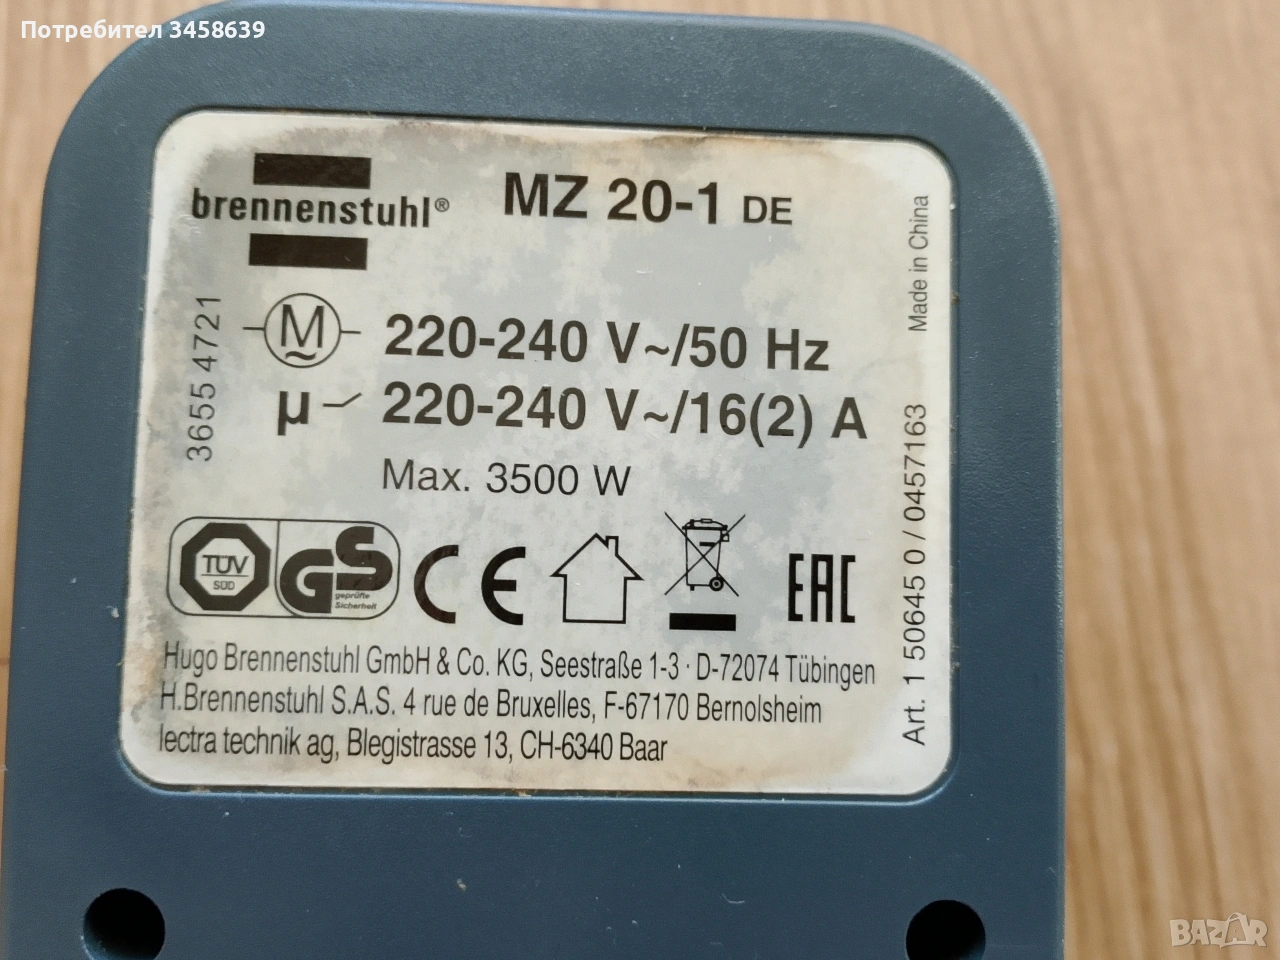 Потребител 3458639
brennenstuhl®
MZ 20-1 DE
Made in China
3655 4721
M
220-240 V~/50 Hz
µ 220-240 V~/16(2) A
Max. 3500 W
TÜV
SÜD
GS
geprüfte
Sicherheit
CE
EAC
Art. 1 50645 0 / 0457163
Hugo Brennenstuhl GmbH & Co. KG, Seestraße 1-3 · D-72074 Tübingen
H.Brennenstuhl S.A.S. 4 rue de Bruxelles, F-67170 Bernolsheim
lectra technik ag, Blegistrasse 13, CH-6340 Baar
BAZAR